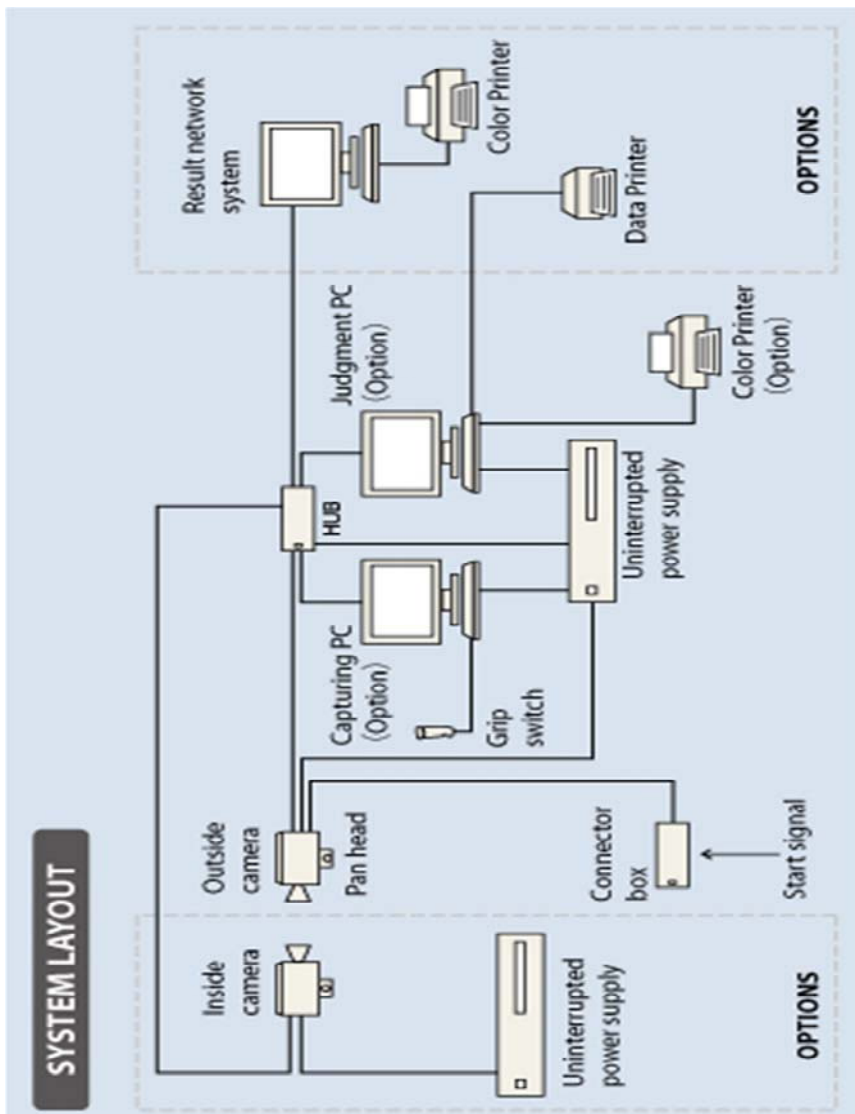 SYSTEM LAYOUT
Inside
camera
Uninterrupted
power supply
OPTIONS
Outside
camera
Pan head
Connector
box
Start signal
Capturing PC
(Option)
Grip
switch
HUB
Judgment PC
(Option)
Uninterrupted
power supply
Color Printer
(Option)
Result network
system
Color Printer
Data Printer
OPTIONS